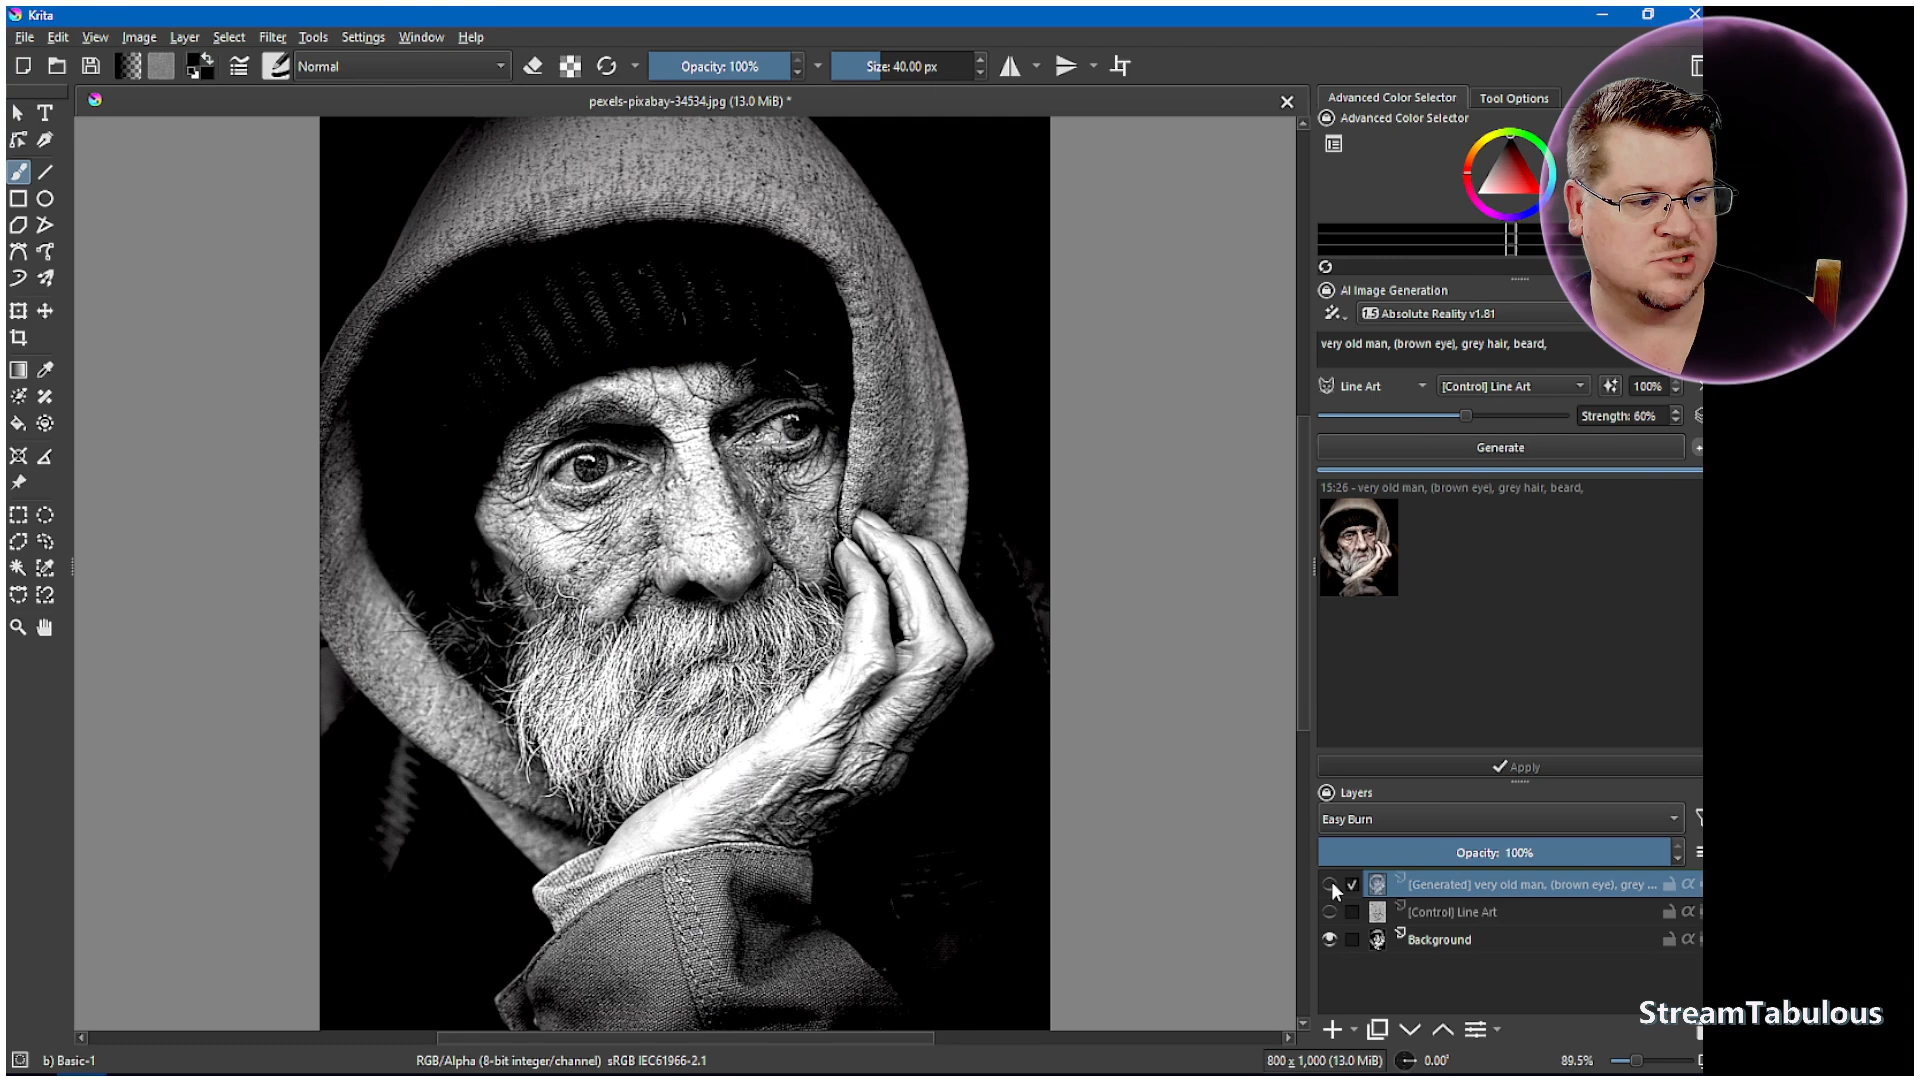 Krita
File Edit View Image Layer Select Filter Tools Settings Window Help
Normal Opacity: 100% Size: 40.00 px
pexels-pixabay-34534.jpg (13.0 MiB) *
Advanced Color Selector Tool Options
Advanced Color Selector
AI Image Generation
1.5 Absolute Reality v1.81
very old man, (brown eye), grey hair, beard,
Line Art [Control] Line Art 100%
Strength: 60%
Generate
15:26 - very old man, (brown eye), grey hair, beard,
Apply
Layers
Easy Burn
Opacity: 100%
[Generated] very old man, (brown eye), grey ...
[Control] Line Art
Background
StreamTabulous
b) Basic-1 RGB/Alpha (8-bit integer/channel) sRGB IEC61966-2.1 800 x 1,000 (13.0 MiB) 0.00° 89.5%